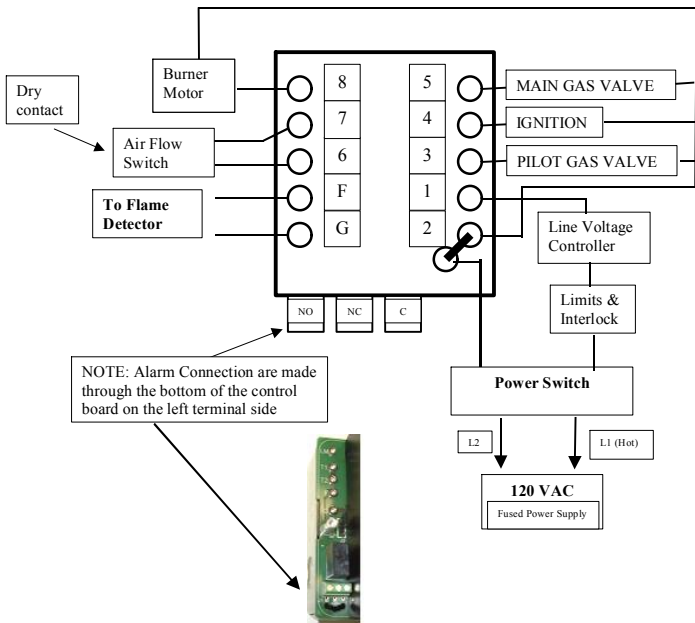 Burner
Motor
8
5
MAIN GAS VALVE
Dry
contact
7
4
IGNITION
Air Flow
Switch
6
3
PILOT GAS VALVE
To Flame
Detector
F
1
G
2
Line Voltage
Controller
NO
NC
C
Limits &
Interlock
NOTE: Alarm Connection are made
through the bottom of the control
board on the left terminal side
Power Switch
L2
L1 (Hot)
120 VAC
Fused Power Supply